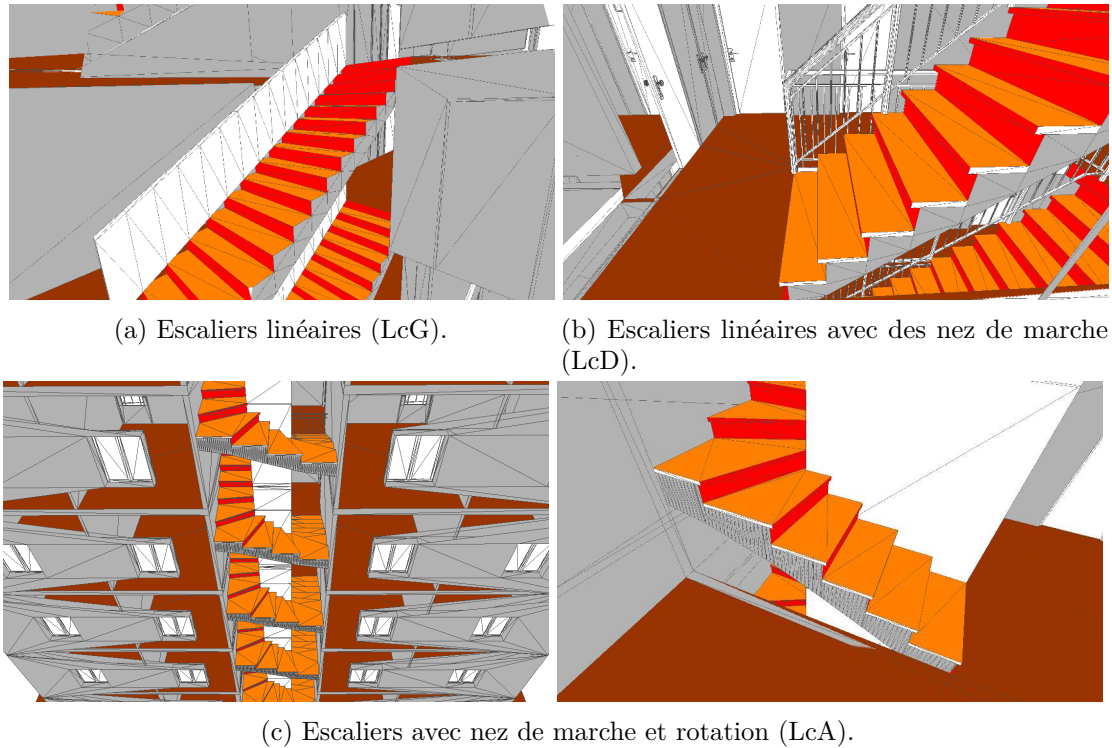 (a) Escaliers linéaires (LcG).
(b) Escaliers linéaires avec des nez de marche
(LcD).
(c) Escaliers avec nez de marche et rotation (LcA).